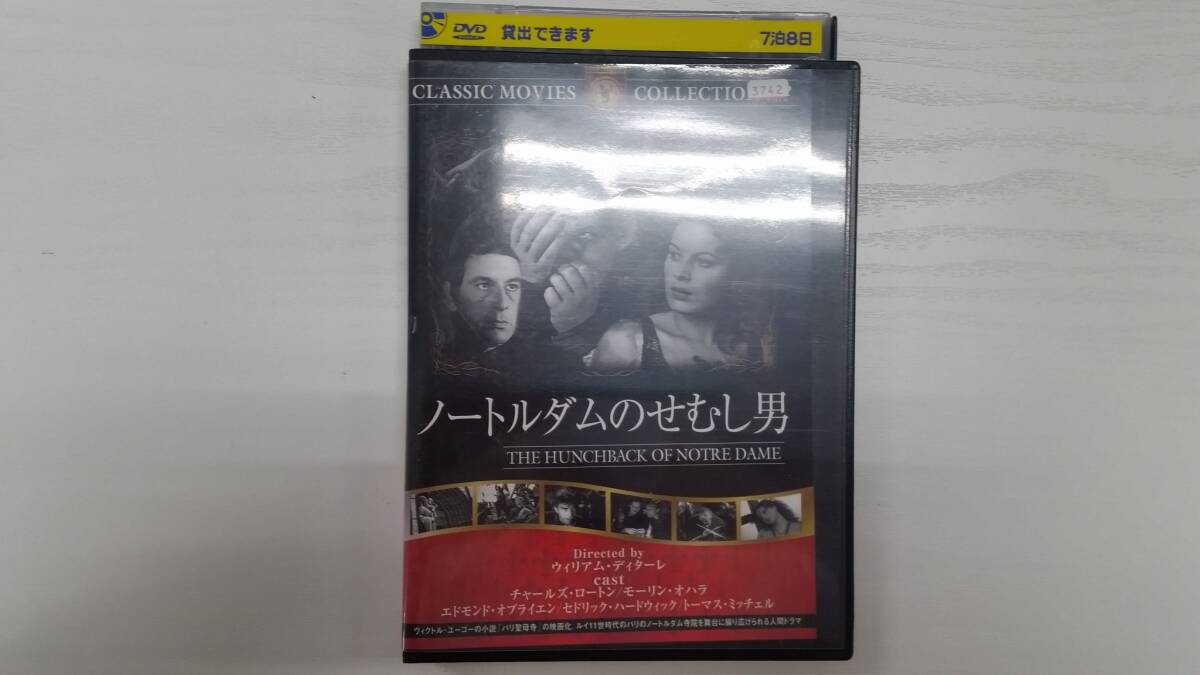 DVD 貸出できます 7泊8日
CLASSIC MOVIES COLLECTIO
3742
ノートルダムのせむし男
THE HUNCHBACK OF NOTRE DAME
Directed by
ウィリアム・ディターレ
cast
チャールズ・ロートン/モーリン・オハラ
エドモンド・オブライエン/セドリック・ハードウィック/トーマス・ミッチェル
ヴィクトル・ユーゴーの小説「パリ聖母寺」の映画化 ルイ11世時代のパリのノートルダム寺院を舞台に繰り広げられる人間ドラマ